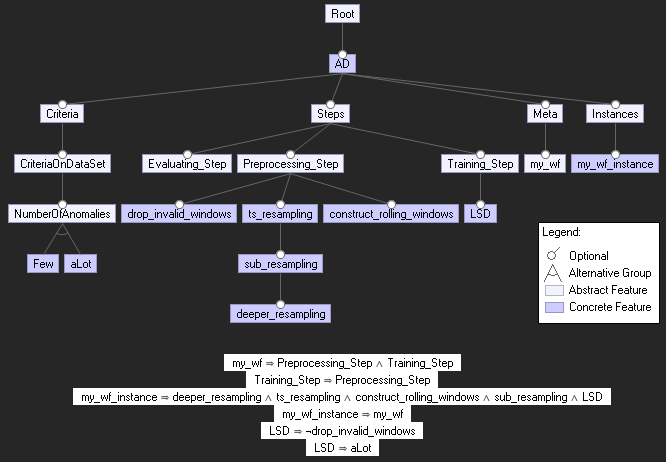 Root
AD
Criteria Steps Meta Instances
CriteriaOnDataSet Evaluating_Step Preprocessing_Step Training_Step my_wf my_wf_instance
NumberOfAnomalies drop_invalid_windows ts_resampling construct_rolling_windows LSD
Few aLot sub_resampling
deeper_resampling
Legend:
Optional
Alternative Group
Abstract Feature
Concrete Feature
my_wf ⇒ Preprocessing_Step ∧ Training_Step
Training_Step ⇒ Preprocessing_Step
my_wf_instance ⇒ deeper_resampling ∧ ts_resampling ∧ construct_rolling_windows ∧ sub_resampling ∧ LSD
my_wf_instance ⇒ my_wf
LSD ⇒ ¬drop_invalid_windows
LSD ⇒ aLot